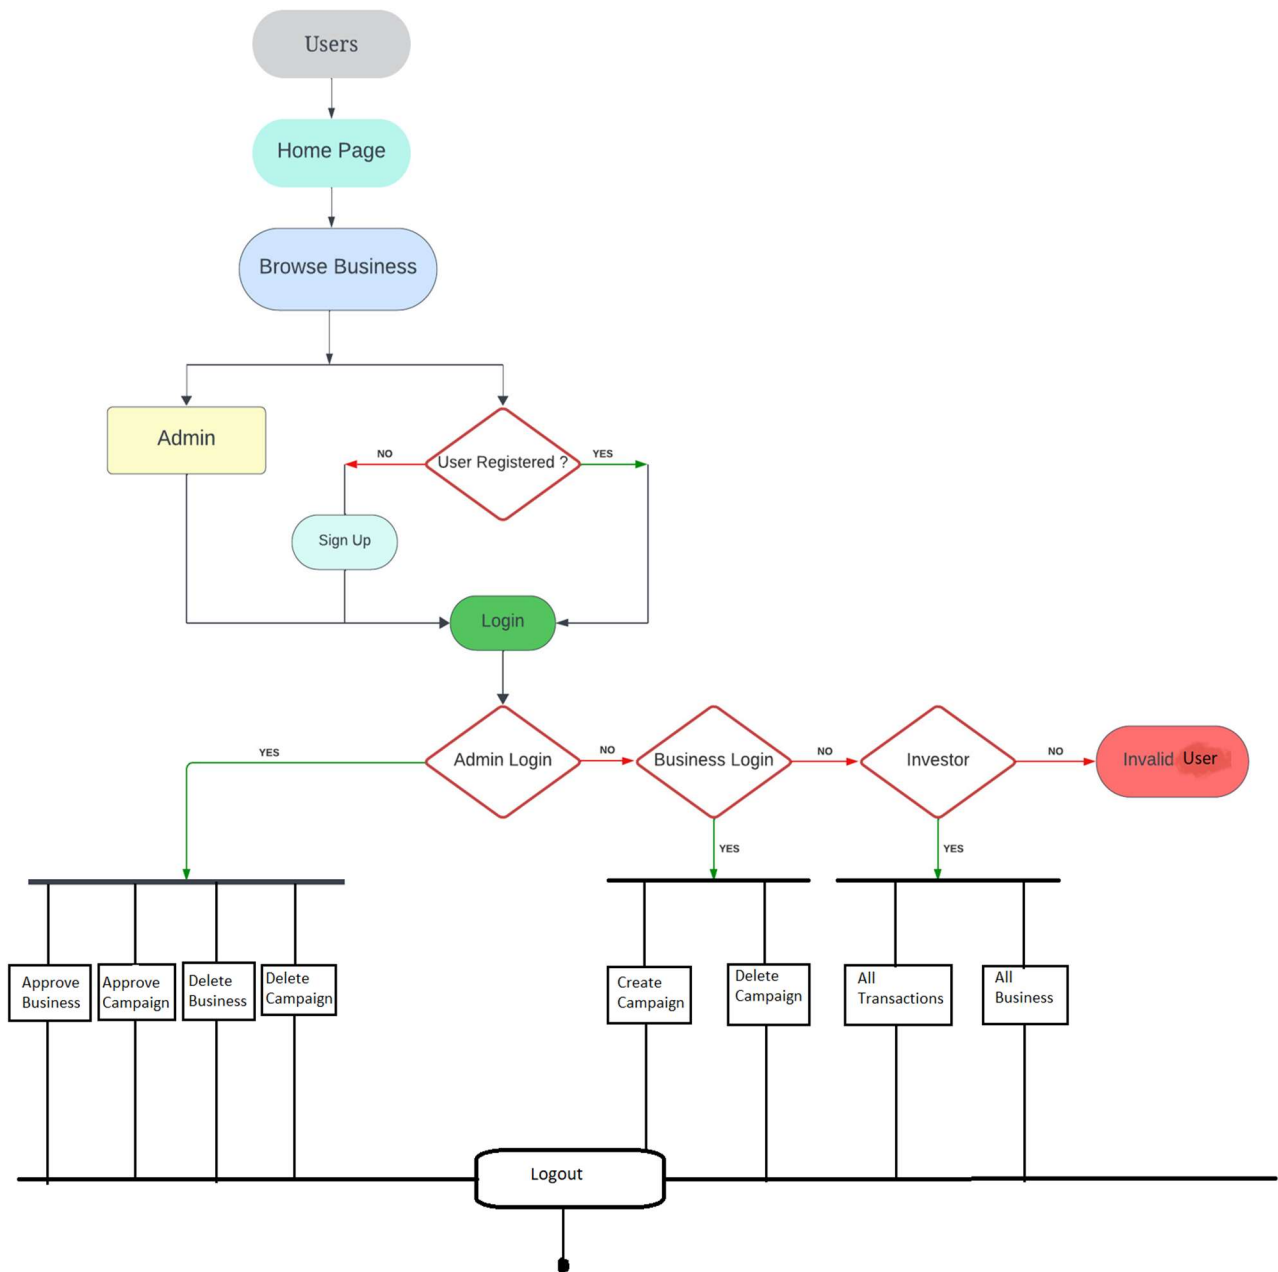 Users
Home Page
Browse Business
Admin
NO
User Registered ?
YES
Sign Up
Login
YES
Admin Login
NO
Business Login
NO
Investor
NO
Invalid User
YES
YES
Approve
Business
Approve
Campaign
Delete
Business
Delete
Campaign
Create
Campaign
Delete
Campaign
All
Transactions
All
Business
Logout